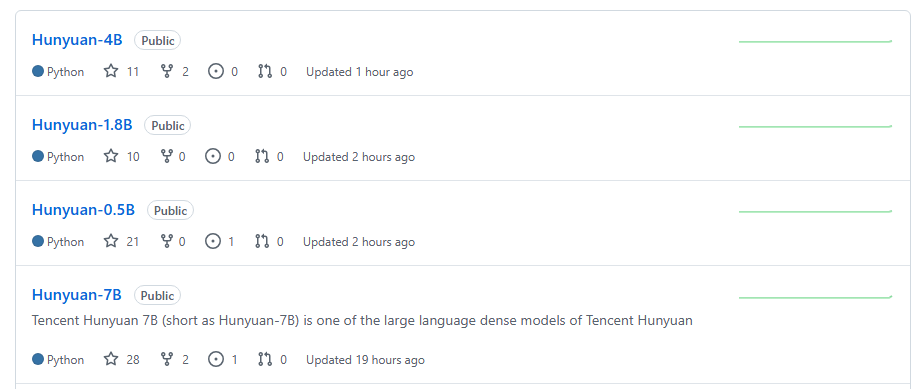 Hunyuan-4B Public
Python 11 2 0 0 Updated 1 hour ago
Hunyuan-1.8B Public
Python 10 0 0 0 Updated 2 hours ago
Hunyuan-0.5B Public
Python 21 0 1 0 Updated 2 hours ago
Hunyuan-7B Public
Tencent Hunyuan 7B (short as Hunyuan-7B) is one of the large language dense models of Tencent Hunyuan
Python 28 2 1 0 Updated 19 hours ago